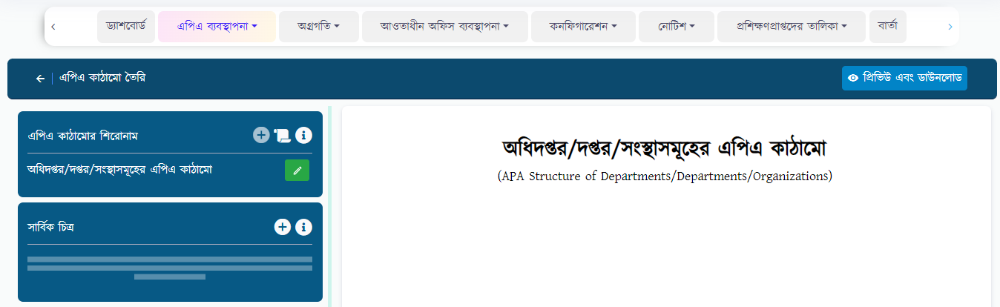 ড্যাশবোর্ড
এপিএ ব্যবস্থাপনা
অগ্রগতি
আওতাধীন অফিস ব্যবস্থাপনা
কনফিগারেশন
নোটিশ
প্রশিক্ষণপ্রাপ্তদের তালিকা
বার্তা
এপিএ কাঠামো তৈরি
প্রিভিউ এবং ডাউনলোড
এপিএ কাঠামোর শিরোনাম
অধিদপ্তর/দপ্তর/সংস্থাসমূহের এপিএ কাঠামো
সার্বিক চিত্র
অধিদপ্তর/দপ্তর/সংস্থাসমূহের এপিএ কাঠামো
(APA Structure of Departments/Departments/Organizations)